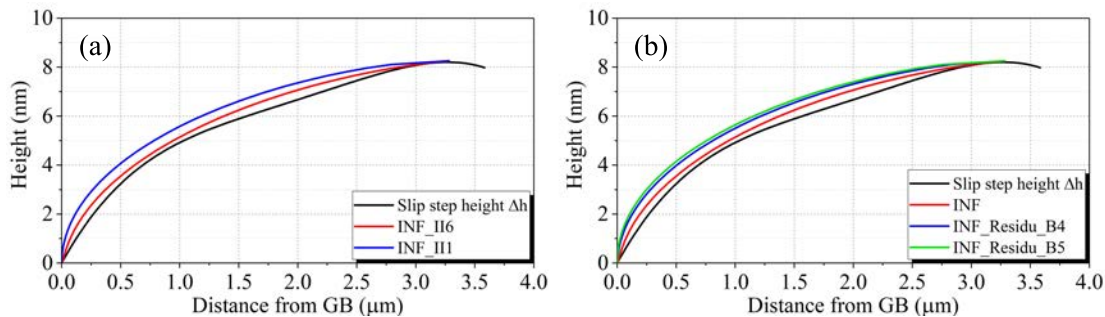 (a)
10
8
6
4
2
0
Height (nm)
Slip step height Δh
INF_II6
INF_III1
0.0 0.5 1.0 1.5 2.0 2.5 3.0 3.5 4.0
Distance from GB (μm)
(b)
10
8
6
4
2
0
Height (nm)
Slip step height Δh
INF
INF_Residu_B4
INF_Residu_B5
0.0 0.5 1.0 1.5 2.0 2.5 3.0 3.5 4.0
Distance from GB (μm)